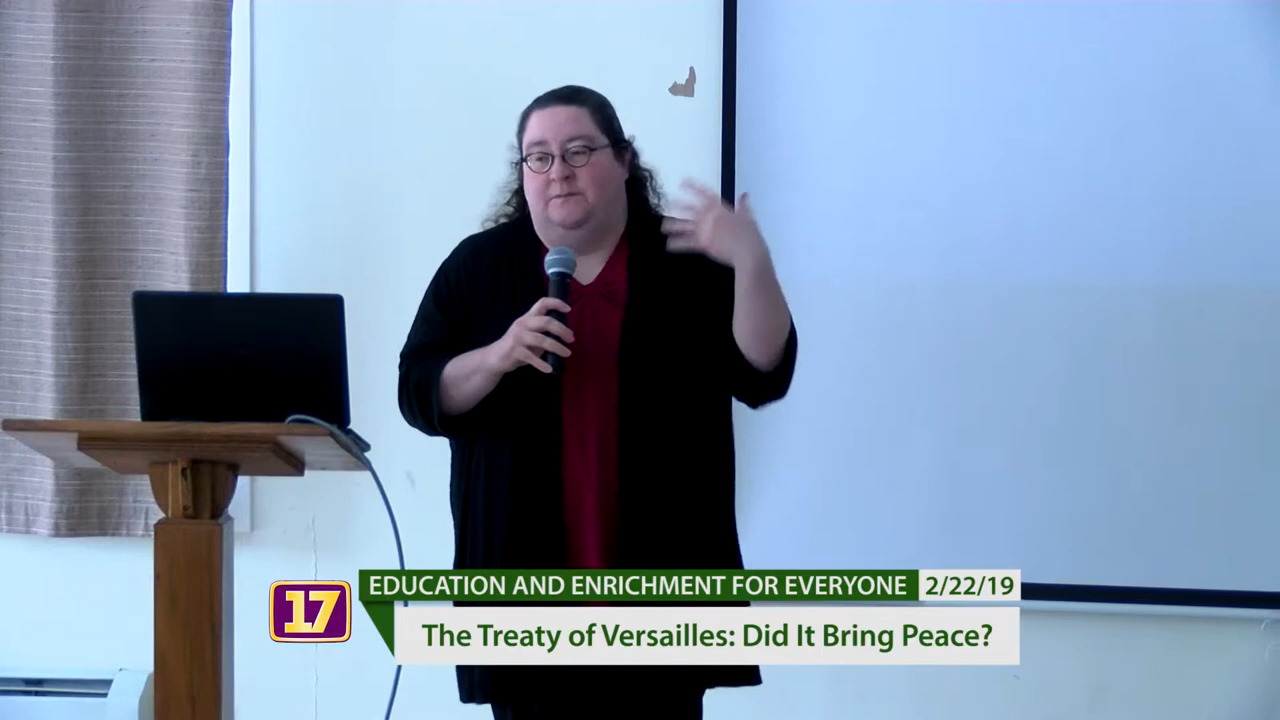 EDUCATION AND ENRICHMENT FOR EVERYONE 2/22/19
17
The Treaty of Versailles: Did It Bring Peace?